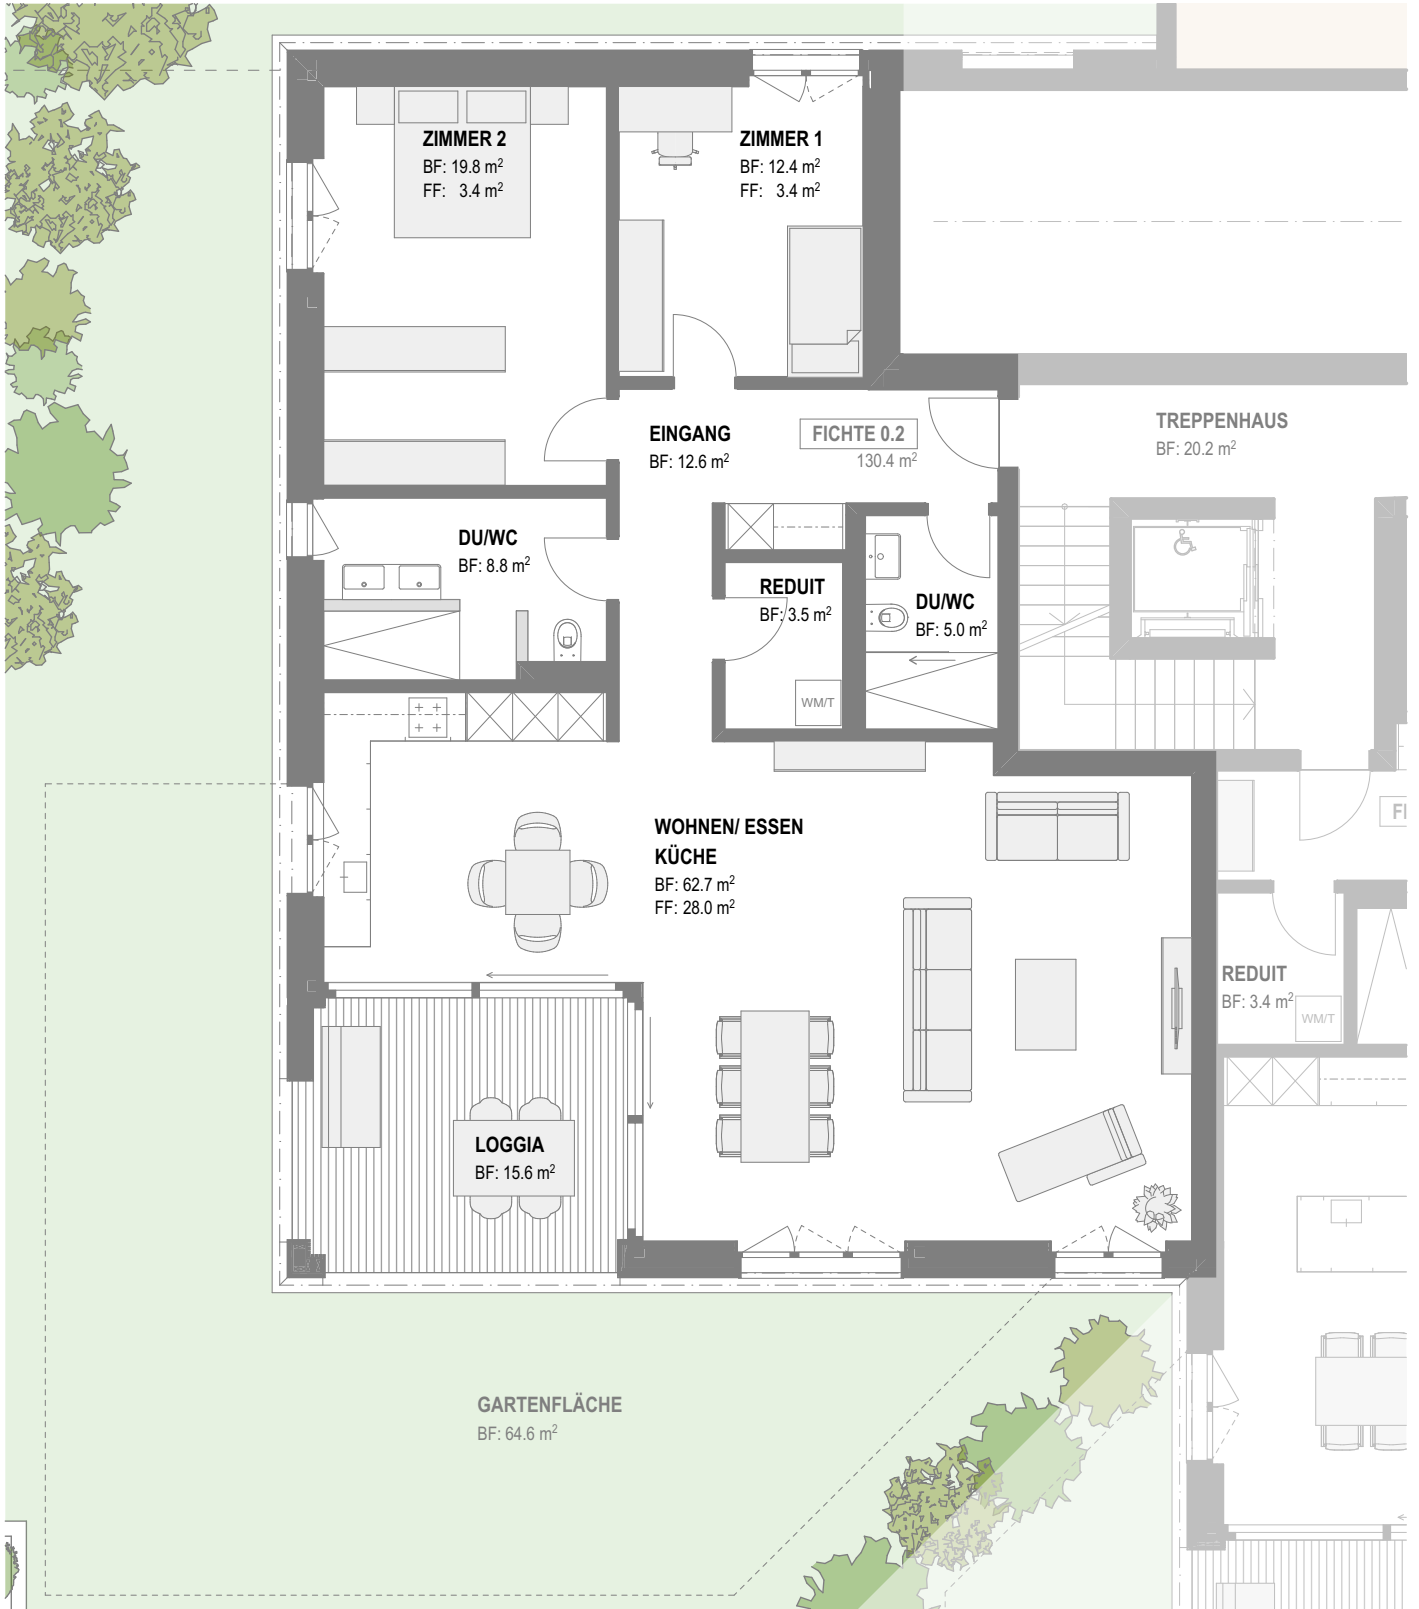 ZIMMER 2
BF: 19.8 m²
FF: 3.4 m²
ZIMMER 1
BF: 12.4 m²
FF: 3.4 m²
EINGANG
BF: 12.6 m²
FICHTE 0.2
130.4 m²
TREPPENHAUS
BF: 20.2 m²
DU/WC
BF: 8.8 m²
REDUIT
BF: 3.5 m²
DU/WC
BF: 5.0 m²
WM/T
WOHNEN/ ESSEN
KÜCHE
BF: 62.7 m²
FF: 28.0 m²
FI
REDUIT
BF: 3.4 m²
WM/T
LOGGIA
BF: 15.6 m²
GARTENFLÄCHE
BF: 64.6 m²